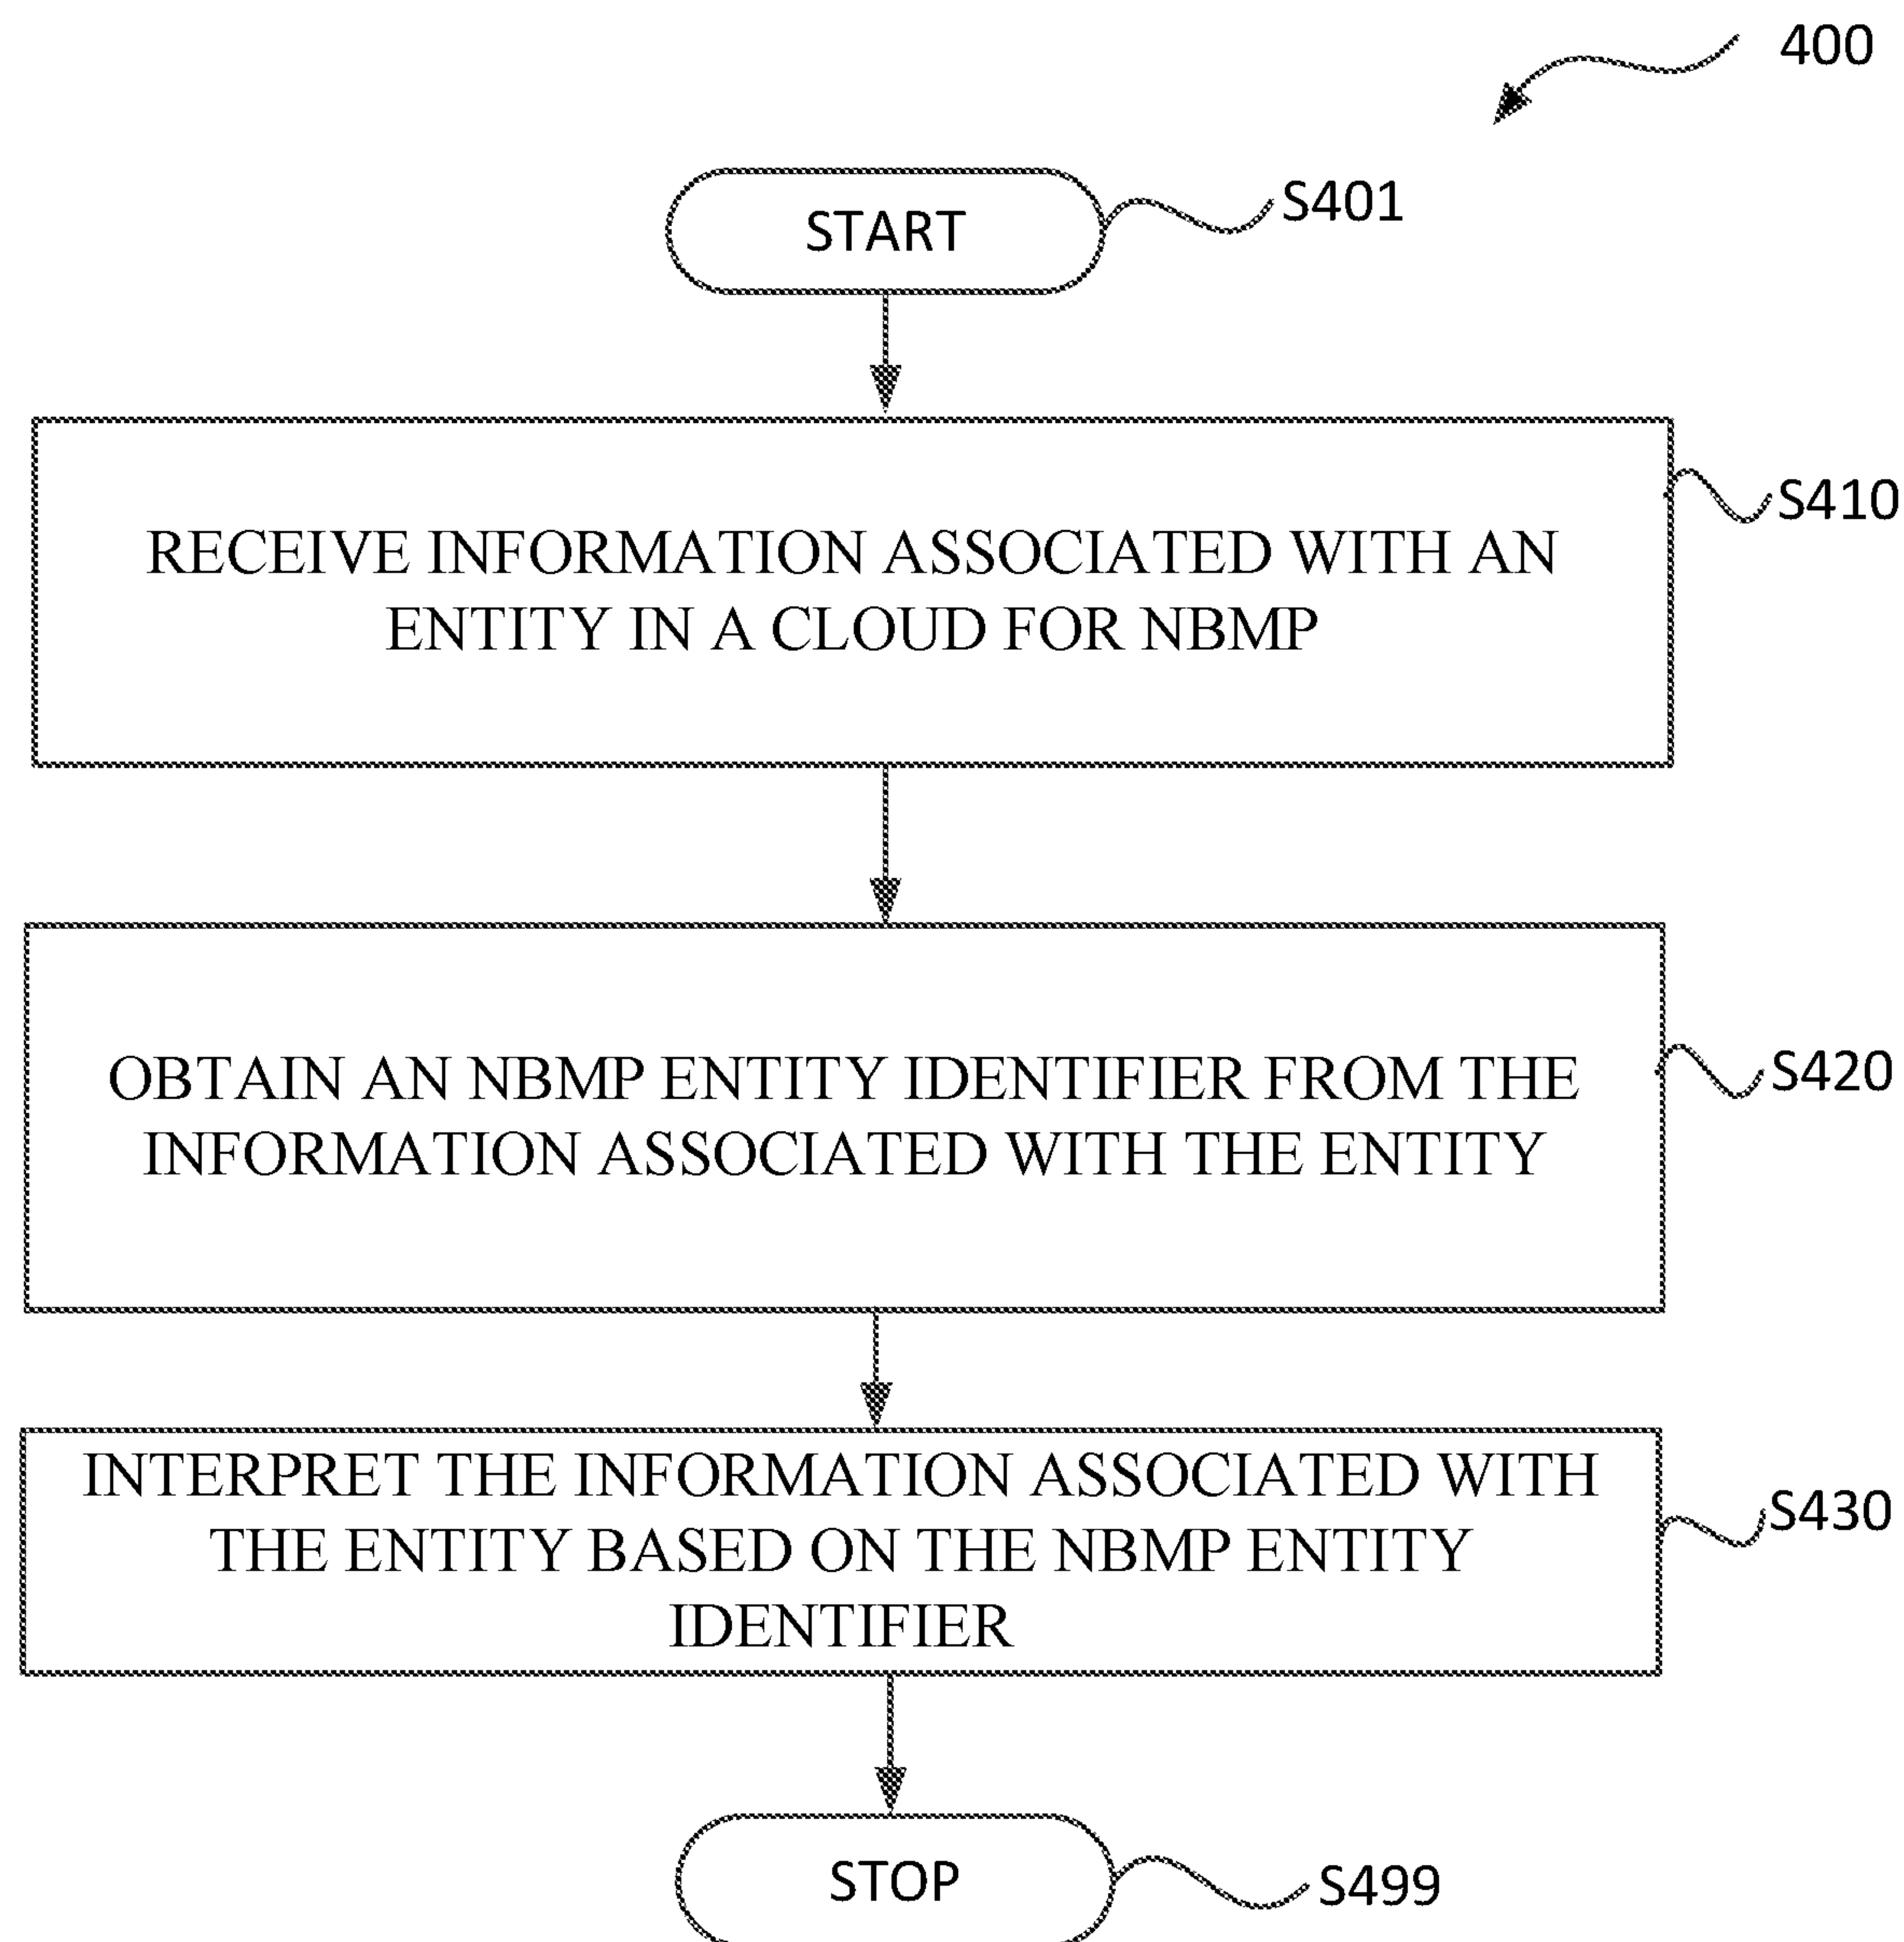 400
START
S401
RECEIVE INFORMATION ASSOCIATED WITH AN
ENTITY IN A CLOUD FOR NBMP
S410
OBTAIN AN NBMP ENTITY IDENTIFIER FROM THE
INFORMATION ASSOCIATED WITH THE ENTITY
S420
INTERPRET THE INFORMATION ASSOCIATED WITH
THE ENTITY BASED ON THE NBMP ENTITY
IDENTIFIER
S430
STOP
S499